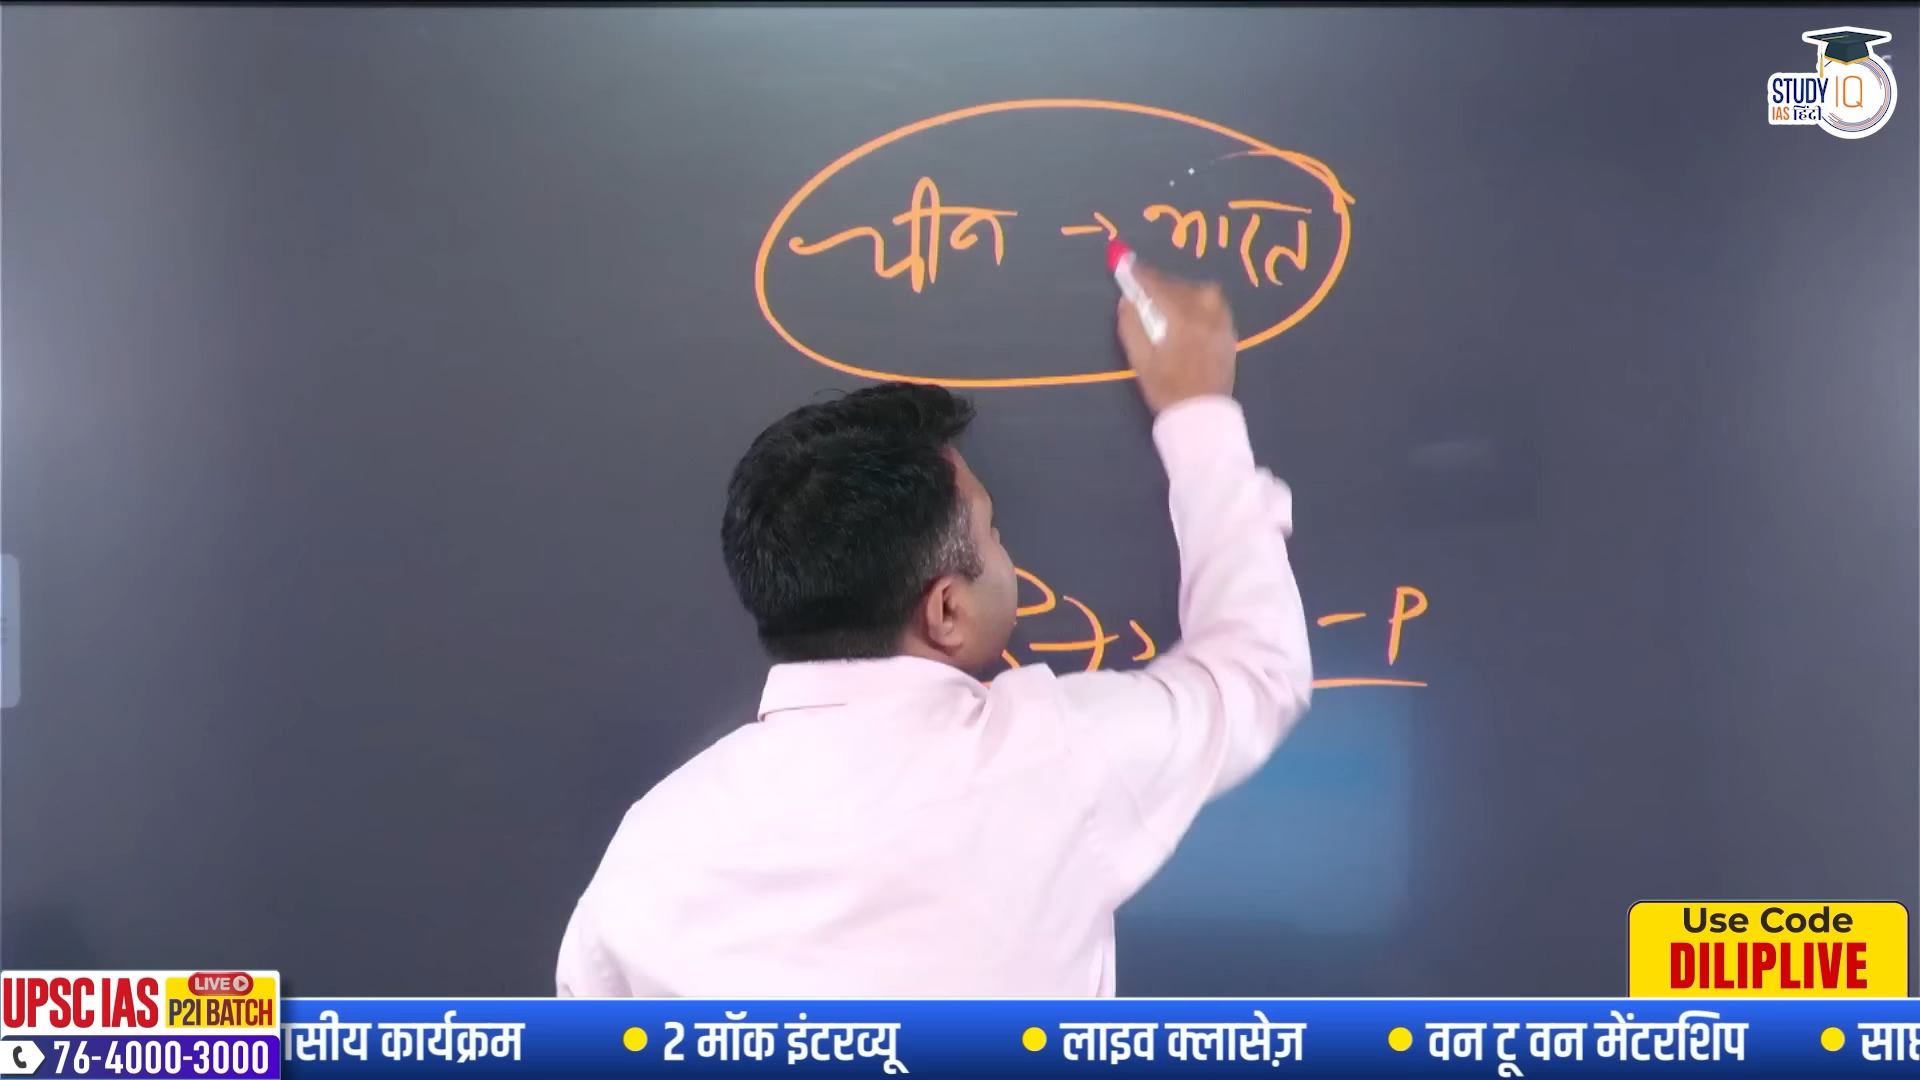 STUDY IQ
IAS हिंदी
चीन → भारत
- P
Use Code
DILIPLIVE
UPSC IAS
LIVE
P2I BATCH
76-4000-3000
कार्यक्रम • 2 मॉक इंटरव्यू • लाइव क्लासेज़ • वन टू वन मेंटरशिप •